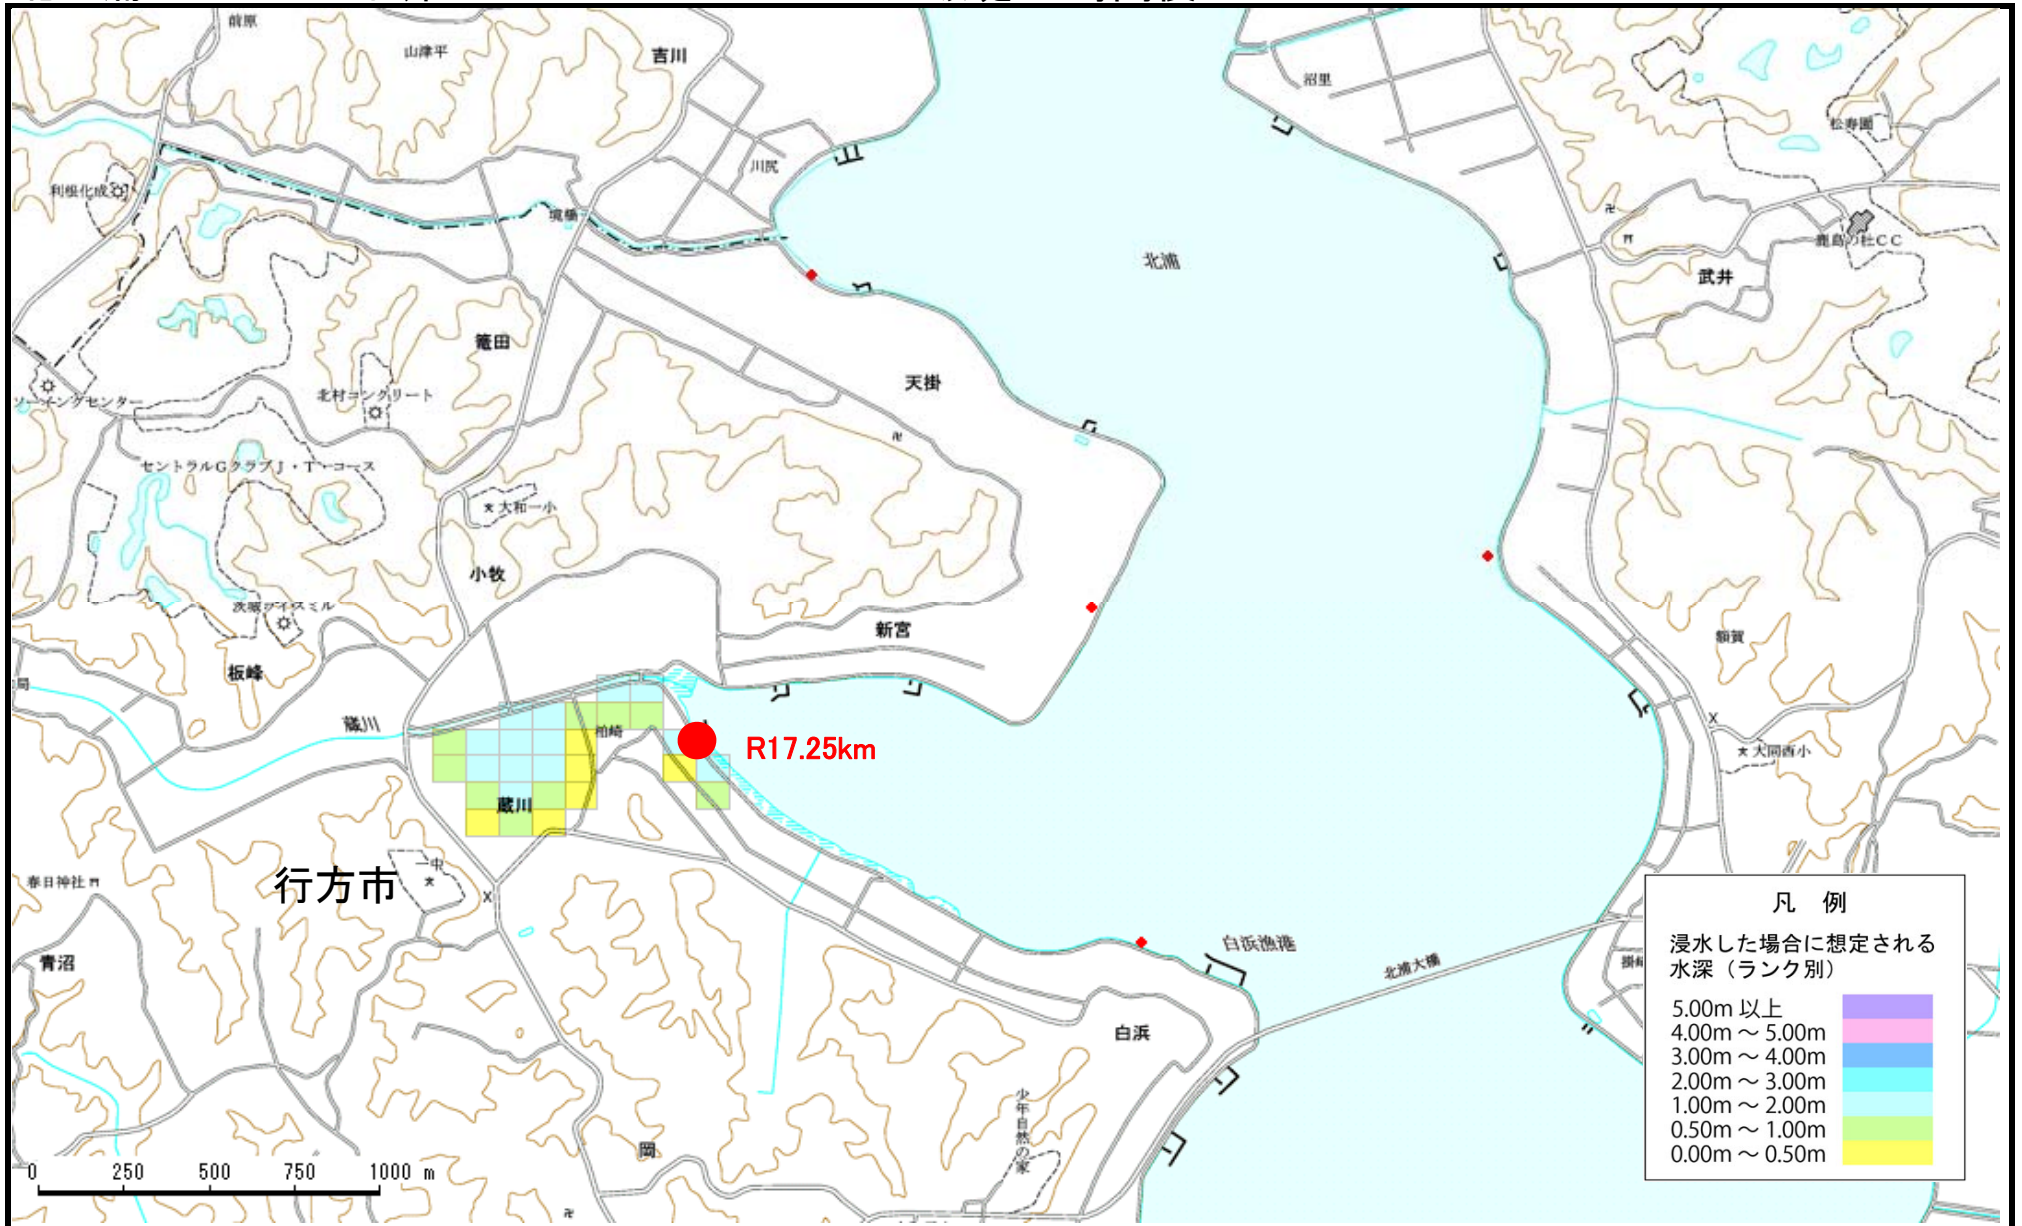 前原
山津平
吉川
沼里
松寿園
川尻
利根化成
境橋
鹿島の杜CC
北浦
武井
竈田
天掛
北村コンクリート
ソーイングセンター
セントラルGクラブJ・T・コース
大和一小
小牧
茨城ライスミル
新宮
額賀
板峰
局
蔵川
柏崎
R17.25km
大同西小
蔵川
一中
行方市
春日神社
青沼
白浜漁港
北浦大橋
白浜
少年自然の家
岡
0 250 500 750 1000 m
凡 例
浸水した場合に想定される
水深（ランク別）
5.00m 以上
4.00m ～ 5.00m
3.00m ～ 4.00m
2.00m ～ 3.00m
1.00m ～ 2.00m
0.50m ～ 1.00m
0.00m ～ 0.50m